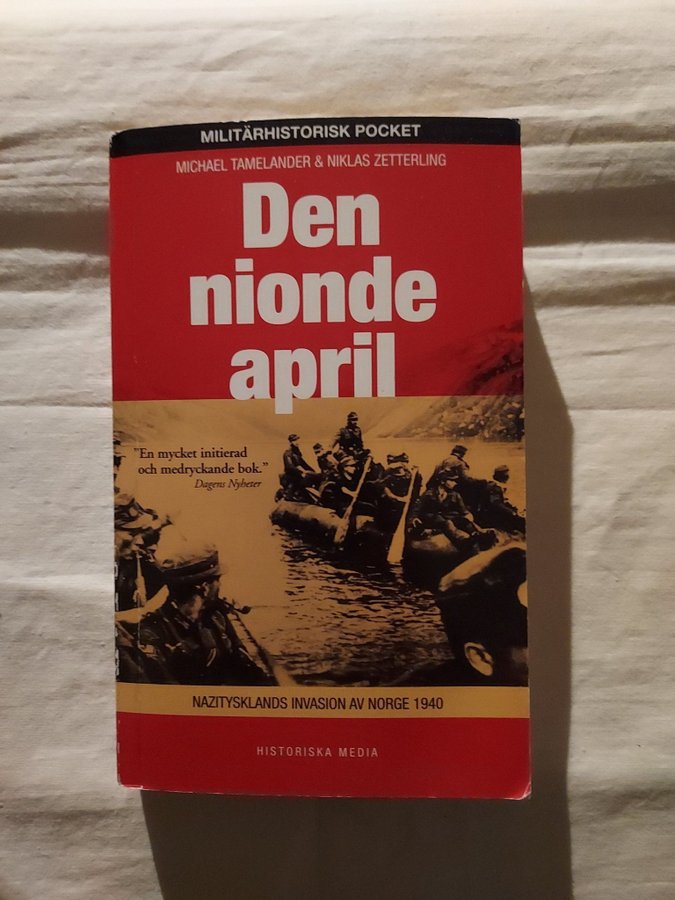 MILITÄRHISTORISK POCKET
MICHAEL TAMELANDER & NIKLAS ZETTERLING
Den
nionde
april
"En mycket initierad
och medryckande bok."
Dagens Nyheter
NAZITYSKLANDS INVASION AV NORGE 1940
HISTORISKA MEDIA